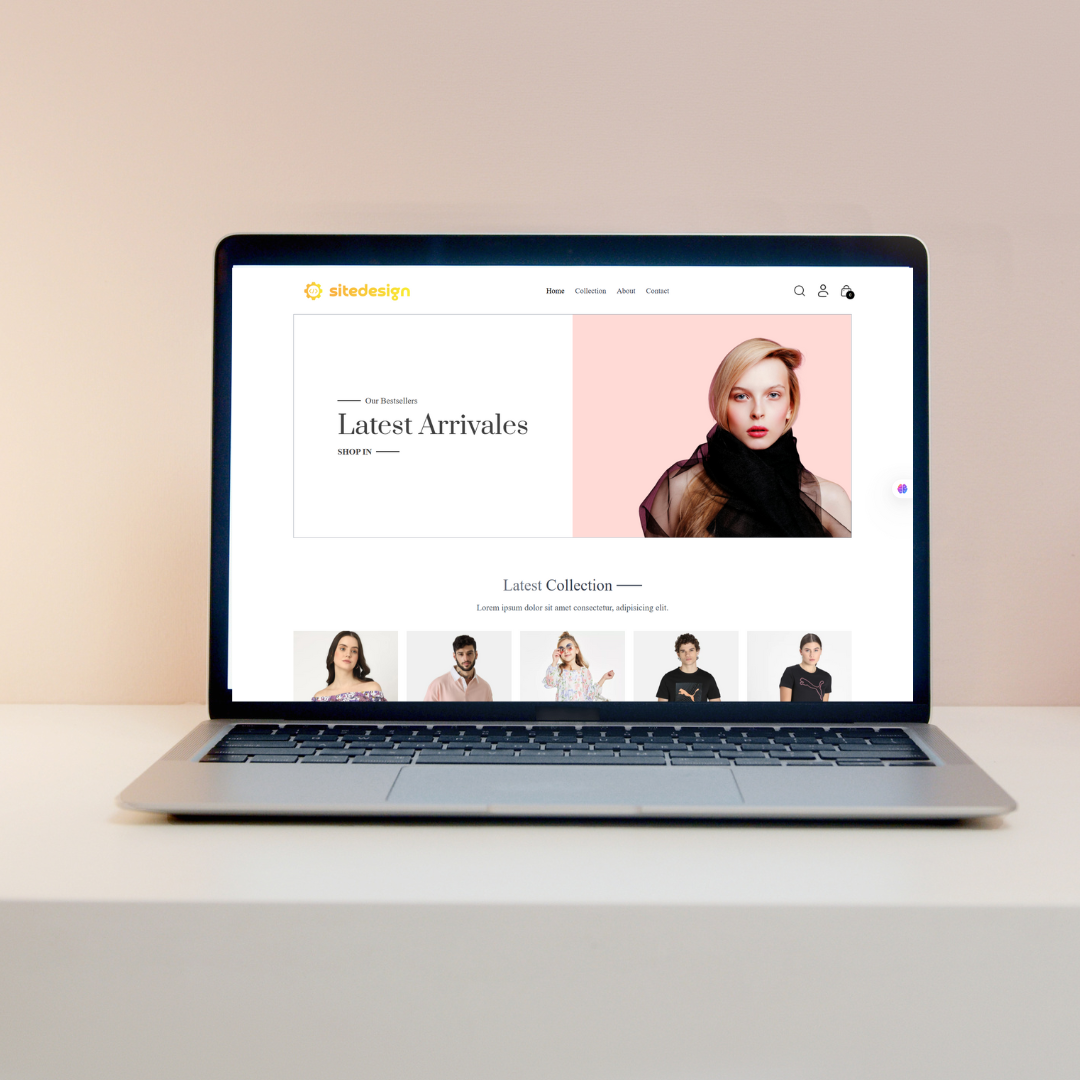 sitedesign
Home Collection About Contact
0
Our Bestsellers
Latest Arrivales
SHOP IN
Latest Collection
Lorem ipsum dolor sit amet consectetur, adipisicing elit.